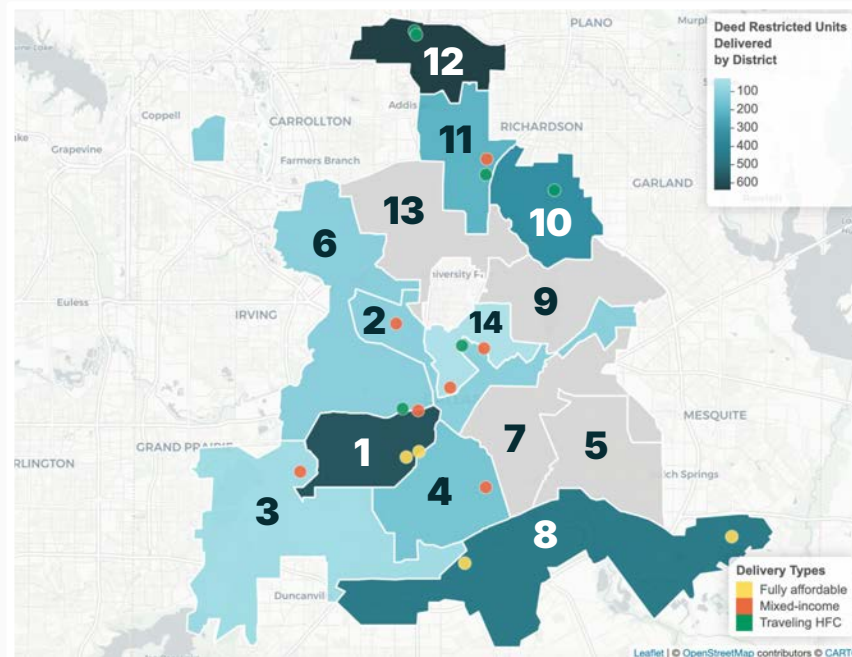 PLANO
Deed Restricted Units
Delivered
by District
100
200
300
400
500
600
12
Coppell
CARROLLTON
Addis
RICHARDSON
11
Grapevine
Farmers Branch
GARLAND
13
10
6
Euless
9
IRVING
2
14
MESQUITE
GRAND PRAIRIE
1
7
5
RLINGTON
3
4
lch Springs
8
Duncanvil
Delivery Types
Fully affordable
Mixed-income
Traveling HFC
Leaflet | © OpenStreetMap contributors © CART